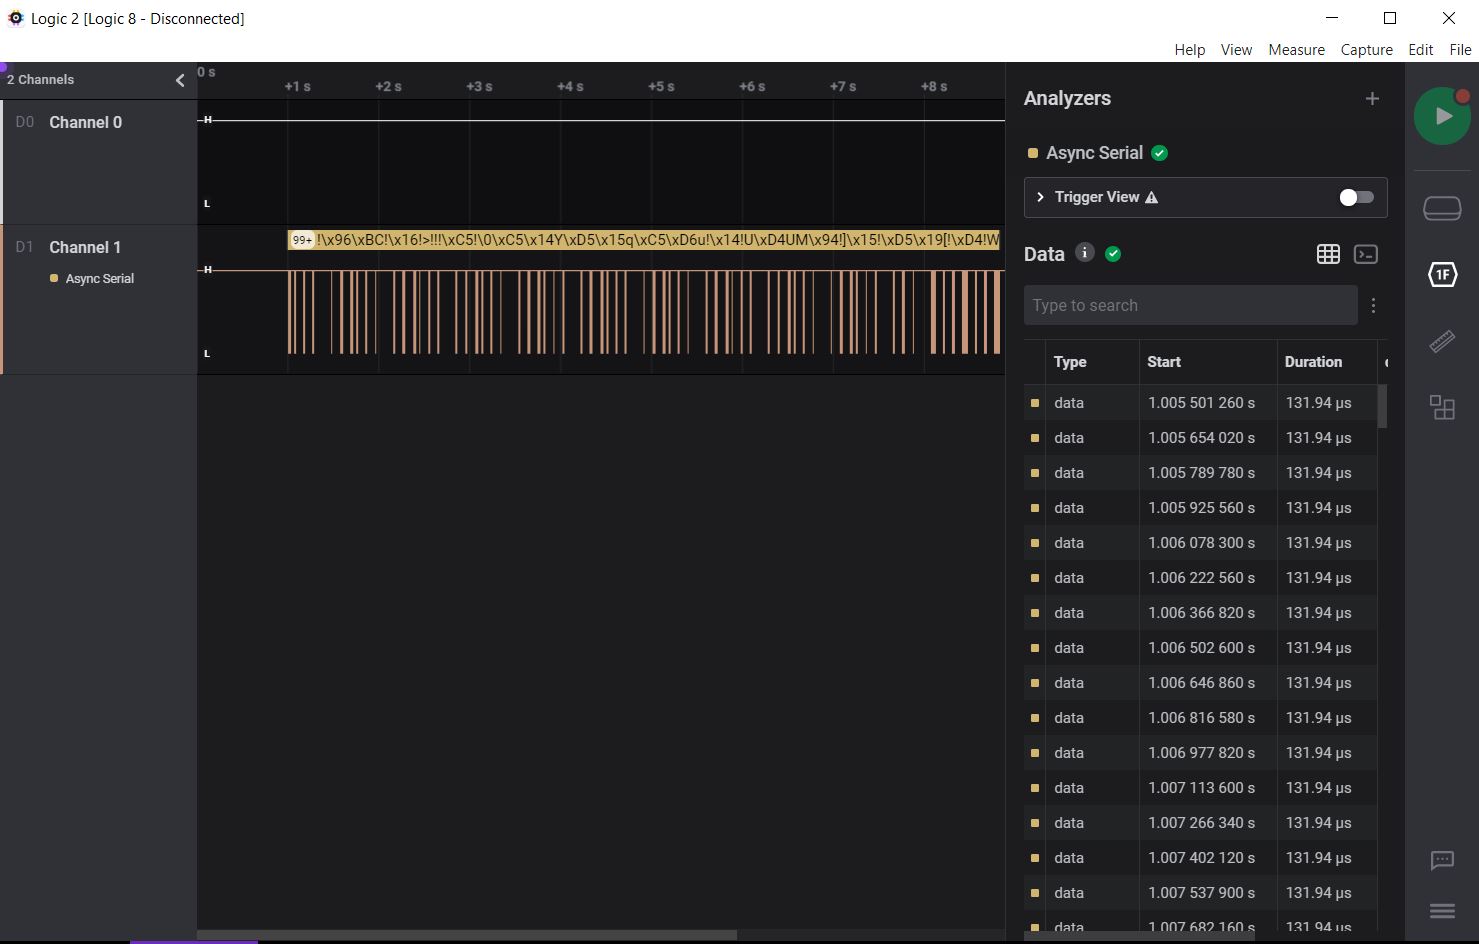 Logic 2 [Logic 8 - Disconnected]
Help View Measure Capture Edit File
2 Channels
0 s
+1 s +2 s +3 s +4 s +5 s +6 s +7 s +8 s
D0 Channel 0
H
L
D1 Channel 1
Async Serial
99+ !\x96\xBC!\x16!>!!!\xC5!\0\xC5\x14Y\xD5\x15q\xC5\xD6u!\x14!U\xD4UM\x94!]\x15!\xD5\x19[!\xD4!W
H
L
Analyzers
Async Serial
Trigger View
Data
Type to search
1F
Type Start Duration
data 1.005 501 260 s 131.94 µs
data 1.005 654 020 s 131.94 µs
data 1.005 789 780 s 131.94 µs
data 1.005 925 560 s 131.94 µs
data 1.006 078 300 s 131.94 µs
data 1.006 222 560 s 131.94 µs
data 1.006 366 820 s 131.94 µs
data 1.006 502 600 s 131.94 µs
data 1.006 646 860 s 131.94 µs
data 1.006 816 580 s 131.94 µs
data 1.006 977 820 s 131.94 µs
data 1.007 113 600 s 131.94 µs
data 1.007 266 340 s 131.94 µs
data 1.007 402 120 s 131.94 µs
data 1.007 537 900 s 131.94 µs
data 1.007 682 160 s 131.94 µs